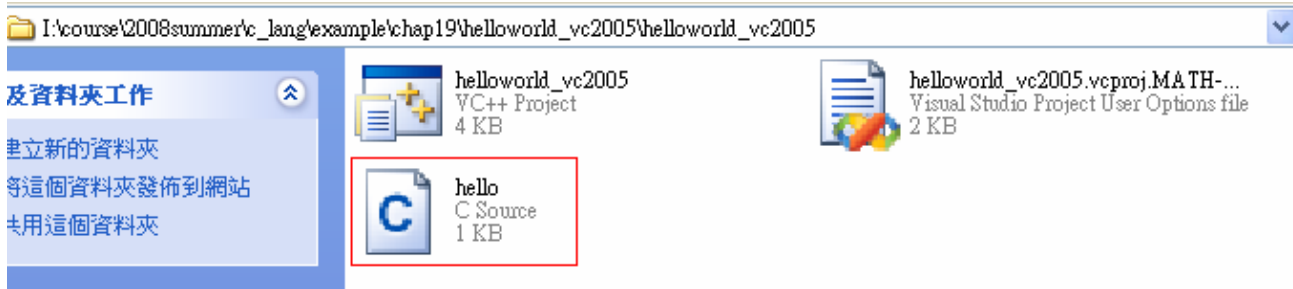 I:\course\2008summer\c_lang\example\chap19\helloworld_vc2005\helloworld_vc2005
及資料夾工作
建立新的資料夾
將這個資料夾發佈到網站
共用這個資料夾
helloworld_vc2005
VC++ Project
4 KB
helloworld_vc2005.vcproj.MATH-...
Visual Studio Project User Options file
2 KB
C
hello
C Source
1 KB